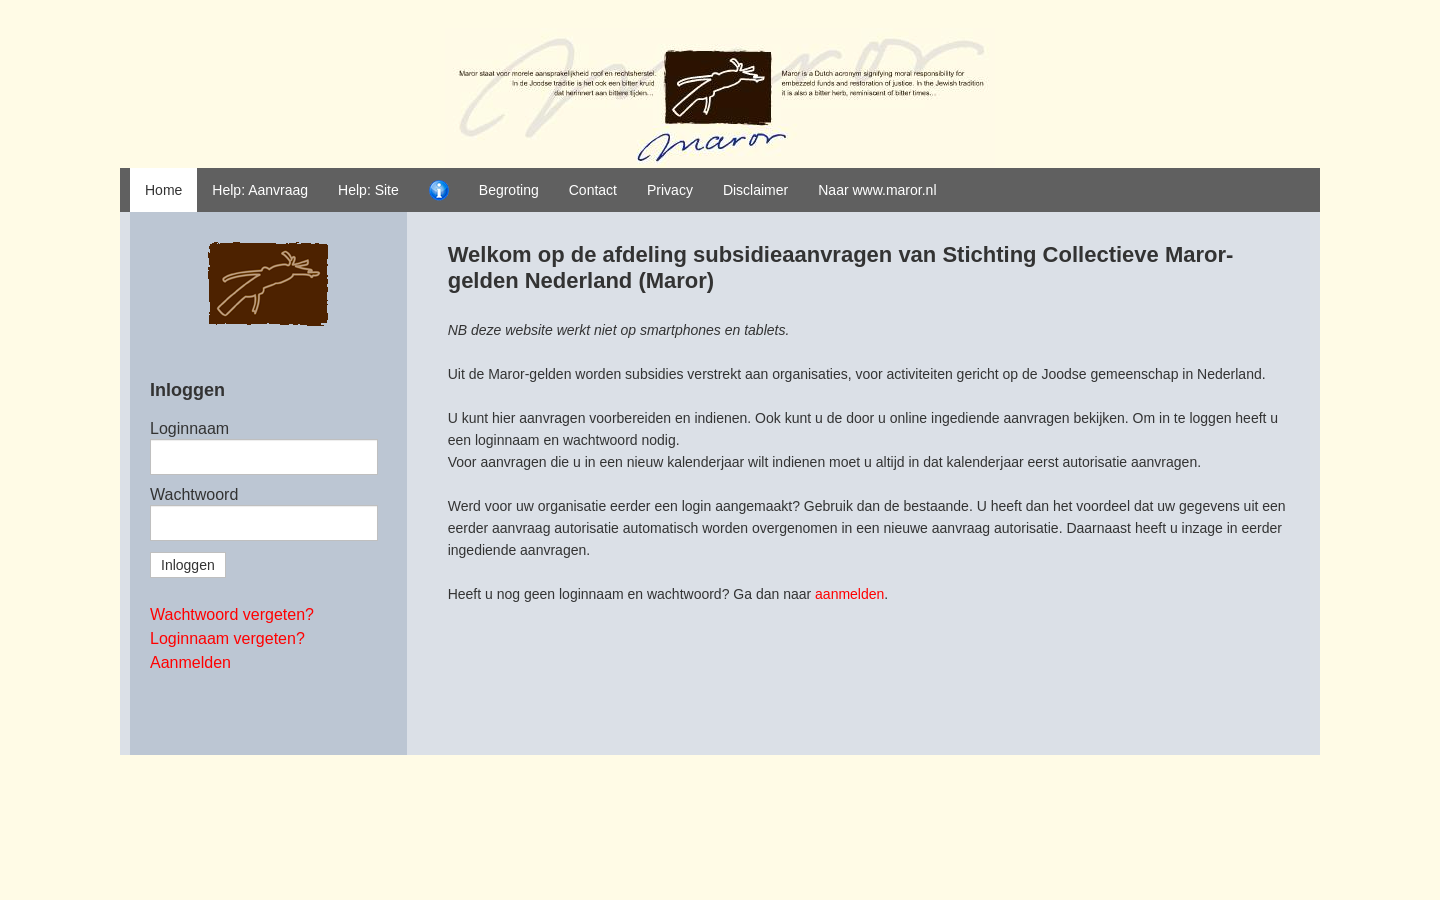 Maror staat voor morele aansprakelijkheid roof en rechtsherstel.
In de Joodse traditie is het ook een bitter kruid
dat herinnert aan bittere tijden...
Maror is a Dutch acronym signifying moral responsibility for
embezzeld funds and restoration of justice. In the Jewish tradition
it is also a bitter herb, reminiscent of bitter times...
maror
Home Help: Aanvraag Help: Site Begroting Contact Privacy Disclaimer Naar www.maror.nl
Inloggen
Loginnaam
Wachtwoord
Inloggen
Wachtwoord vergeten?
Loginnaam vergeten?
Aanmelden
Welkom op de afdeling subsidieaanvragen van Stichting Collectieve Maror-
gelden Nederland (Maror)
NB deze website werkt niet op smartphones en tablets.
Uit de Maror-gelden worden subsidies verstrekt aan organisaties, voor activiteiten gericht op de Joodse gemeenschap in Nederland.
U kunt hier aanvragen voorbereiden en indienen. Ook kunt u de door u online ingediende aanvragen bekijken. Om in te loggen heeft u
een loginnaam en wachtwoord nodig.
Voor aanvragen die u in een nieuw kalenderjaar wilt indienen moet u altijd in dat kalenderjaar eerst autorisatie aanvragen.
Werd voor uw organisatie eerder een login aangemaakt? Gebruik dan de bestaande. U heeft dan het voordeel dat uw gegevens uit een
eerder aanvraag autorisatie automatisch worden overgenomen in een nieuwe aanvraag autorisatie. Daarnaast heeft u inzage in eerder
ingediende aanvragen.
Heeft u nog geen loginnaam en wachtwoord? Ga dan naar aanmelden.